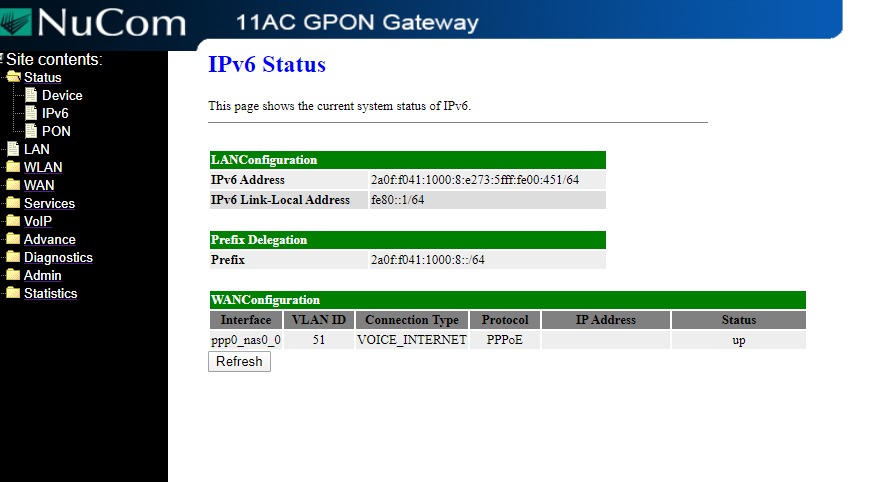 NuCom 11AC GPON Gateway
Site contents:
Status
Device
IPv6
PON
LAN
WLAN
WAN
Services
VoIP
Advance
Diagnostics
Admin
Statistics
IPv6 Status
This page shows the current system status of IPv6.
LANConfiguration
IPv6 Address 2a0f:f041:1000:8:e273:5fff:fe00:451/64
IPv6 Link-Local Address fe80::1/64
Prefix Delegation
Prefix 2a0f:f041:1000:8::/64
WANConfiguration
Interface VLAN ID Connection Type Protocol IP Address Status
ppp0_nas0_0 51 VOICE_INTERNET PPPoE up
Refresh